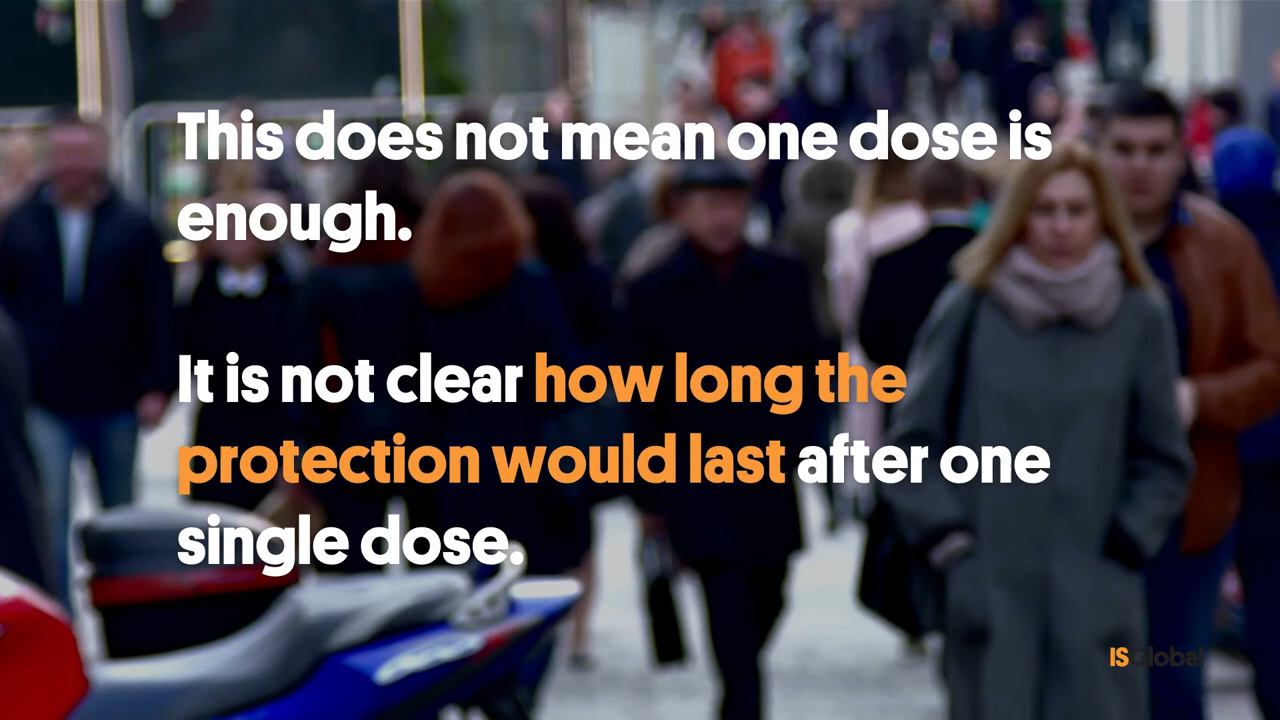 This does not mean one dose is
enough.
It is not clear how long the
protection would last after one
single dose.
ISGlobal